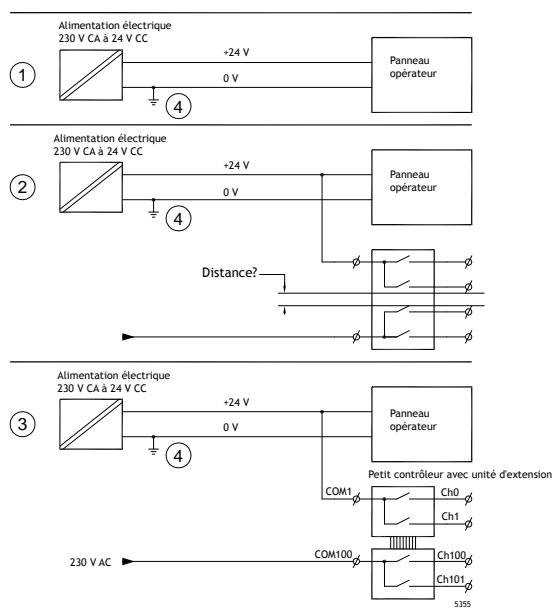 Alimentation électrique
230 V CA à 24 V CC
+24 V
0 V
Panneau
opérateur
1
4
Alimentation électrique
230 V CA à 24 V CC
+24 V
0 V
Panneau
opérateur
2
4
Distance?
Alimentation électrique
230 V CA à 24 V CC
+24 V
0 V
Panneau
opérateur
3
4
Petit contrôleur avec unité d'extension
COM1
Ch0
Ch1
230 V AC
COM100
Ch100
Ch101
5355